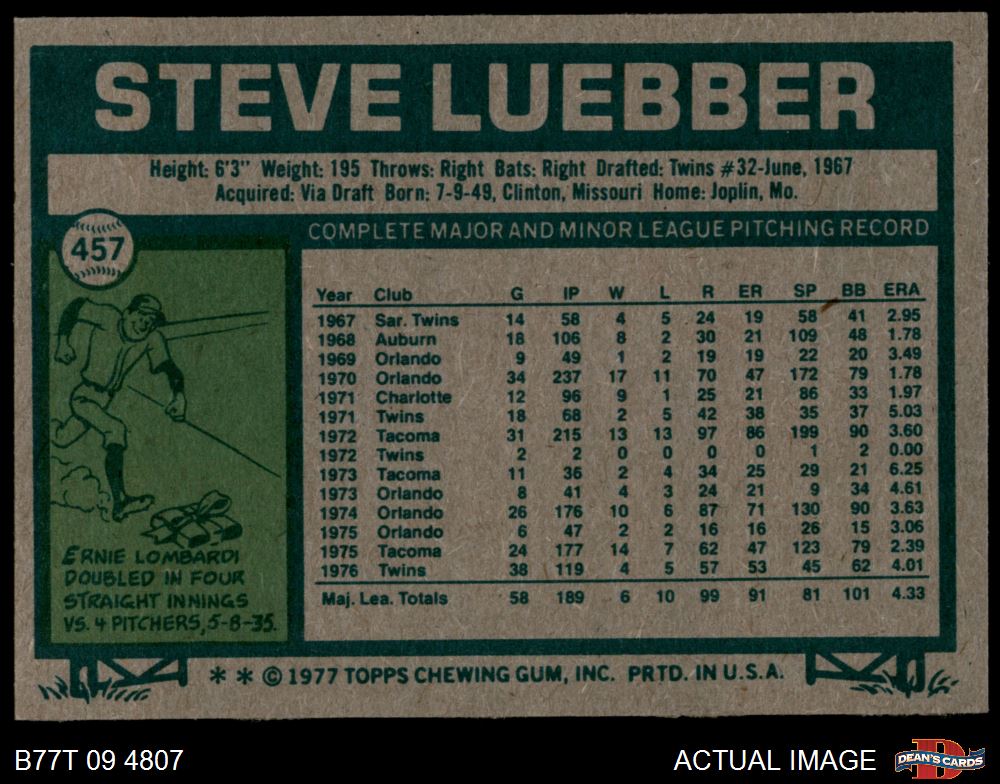 STEVE LUEBBER
Height: 6'3" Weight: 195 Throws: Right Bats: Right Drafted: Twins #32-June, 1967
Acquired: Via Draft Born: 7-9-49, Clinton, Missouri Home: Joplin, Mo.
457
COMPLETE MAJOR AND MINOR LEAGUE PITCHING RECORD
Year Club G IP W L R ER SP BB ERA
1967 Sar. Twins 14 58 4 5 24 19 58 41 2.95
1968 Auburn 18 106 8 2 30 21 109 48 1.78
1969 Orlando 9 49 1 2 19 19 22 20 3.49
1970 Orlando 34 237 17 11 70 47 172 79 1.78
1971 Charlotte 12 96 9 1 25 21 86 33 1.97
1971 Twins 18 68 2 5 42 38 35 37 5.03
1972 Tacoma 31 215 13 13 97 86 199 90 3.60
1972 Twins 2 2 0 0 0 0 1 2 0.00
1973 Tacoma 11 36 2 4 34 25 29 21 6.25
1973 Orlando 8 41 4 3 24 21 9 34 4.61
1974 Orlando 26 176 10 6 87 71 130 90 3.63
1975 Orlando 6 47 2 2 16 16 26 15 3.06
1975 Tacoma 24 177 14 7 62 47 123 79 2.39
1976 Twins 38 119 4 5 57 53 45 62 4.01
Maj. Lea. Totals 58 189 6 10 99 91 81 101 4.33
ERNIE LOMBARDI
DOUBLED IN FOUR
STRAIGHT INNINGS
VS. 4 PITCHERS, 5-8-35.
* * © 1977 TOPPS CHEWING GUM, INC. PRTD. IN U.S.A.
B77T 09 4807
ACTUAL IMAGE
DEAN'S CARDS